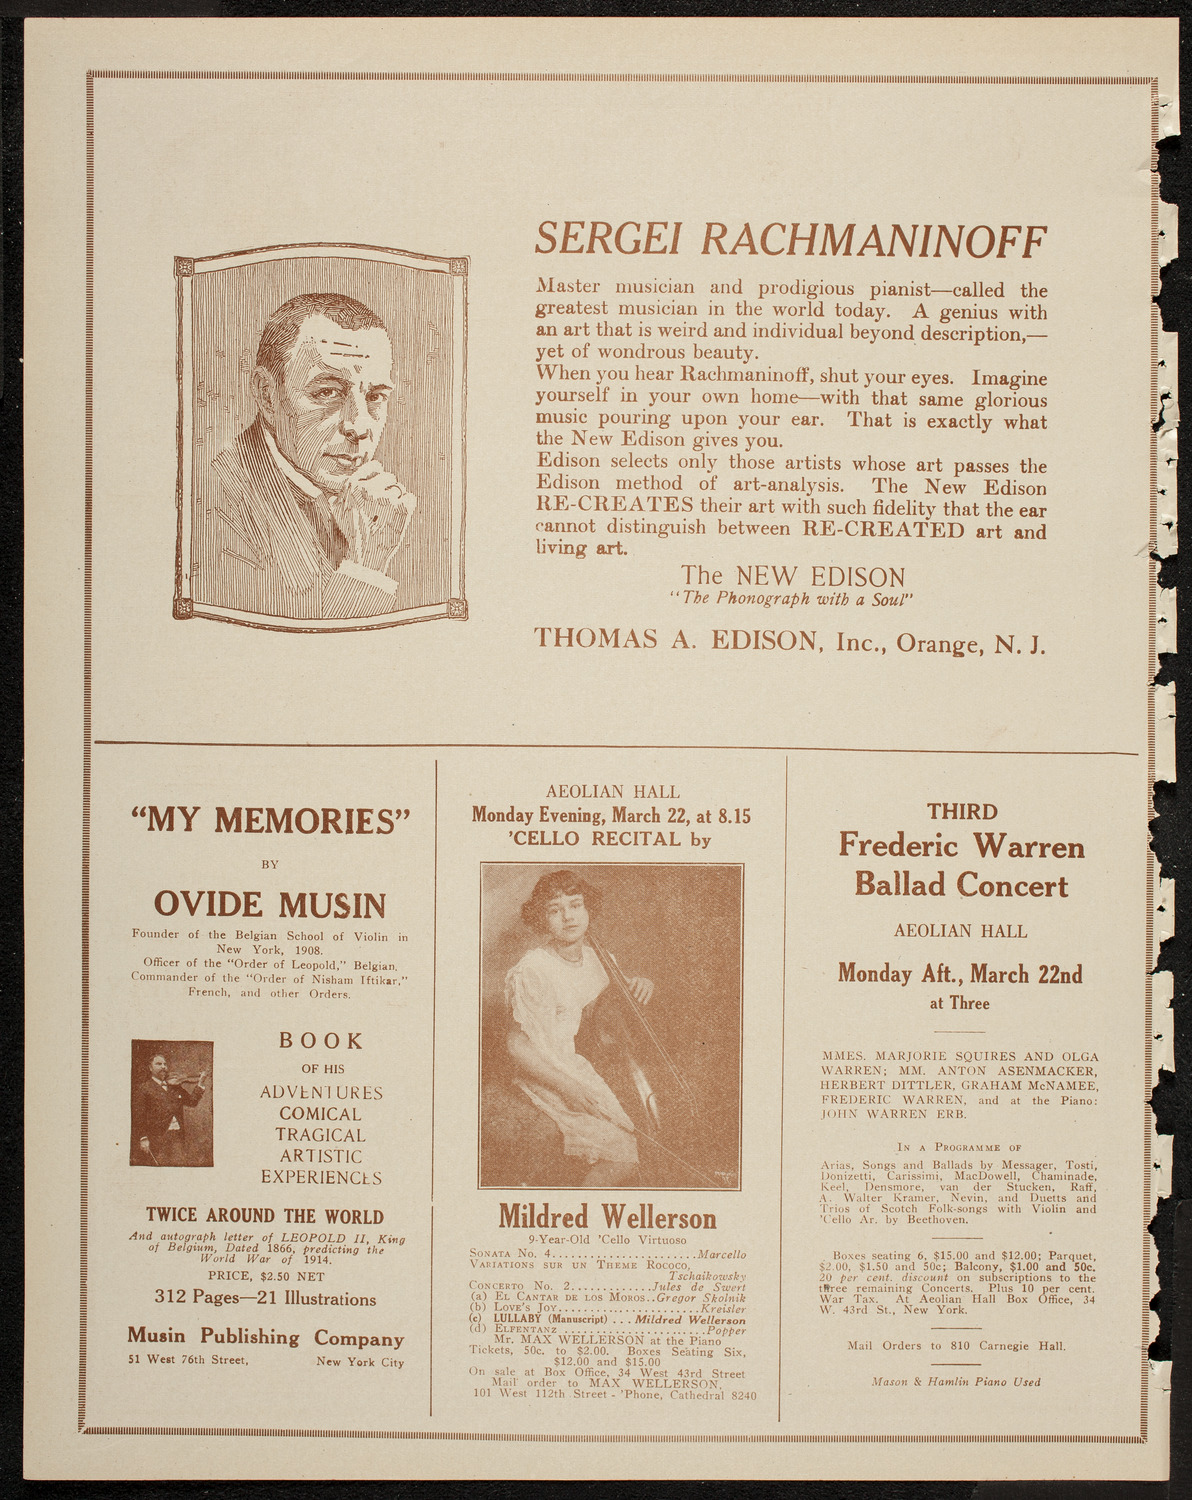 SERGEI RACHMANINOFF
Master musician and prodigious pianist—called the
greatest musician in the world today. A genius with
an art that is weird and individual beyond description,—
yet of wondrous beauty.
When you hear Rachmaninoff, shut your eyes. Imagine
yourself in your own home—with that same glorious
music pouring upon your ear. That is exactly what
the New Edison gives you.
Edison selects only those artists whose art passes the
Edison method of art-analysis. The New Edison
RE-CREATES their art with such fidelity that the ear
cannot distinguish between RE-CREATED art and
living art.
The NEW EDISON
"The Phonograph with a Soul"
THOMAS A. EDISON, Inc., Orange, N. J.
"MY MEMORIES"
BY
OVIDE MUSIN
Founder of the Belgian School of Violin in
New York, 1908.
Officer of the "Order of Leopold," Belgian,
Commander of the "Order of Nisham Iftikar,"
French, and other Orders.
BOOK
OF HIS
ADVENTURES
COMICAL
TRAGICAL
ARTISTIC
EXPERIENCES
TWICE AROUND THE WORLD
And autograph letter of LEOPOLD II, King
of Belgium, Dated 1866, predicting the
World War of 1914.
PRICE, $2.50 NET
312 Pages—21 Illustrations
Musin Publishing Company
51 West 76th Street, New York City
AEOLIAN HALL
Monday Evening, March 22, at 8.15
'CELLO RECITAL by
Mildred Wellerson
9-Year-Old 'Cello Virtuoso
SONATA No. 4.......................Marcello
VARIATIONS SUR UN THEME ROCOCO,
Tschaikowsky
CONCERTO No. 2.............Jules de Swert
(a) EL CANTAR DE LOS MOROS..Gregor Skolnik
(b) LOVE'S JOY.......................Kreisler
(c) LULLABY (Manuscript) ... Mildred Wellerson
(d) ELFENTANZ .......................Popper
Mr. MAX WELLERSON at the Piano
Tickets, 50c. to $2.00. Boxes Seating Six,
$12.00 and $15.00
On sale at Box Office, 34 West 43rd Street
Mail order to MAX WELLERSON,
101 West 112th Street - 'Phone, Cathedral 8240
THIRD
Frederic Warren
Ballad Concert
AEOLIAN HALL
Monday Aft., March 22nd
at Three
MMES. MARJORIE SQUIRES AND OLGA
WARREN; MM. ANTON ASENMACKER,
HERBERT DITTLER, GRAHAM McNAMEE,
FREDERIC WARREN, and at the Piano:
JOHN WARREN ERB.
IN A PROGRAMME OF
Arias, Songs and Ballads by Messager, Tosti,
Donizetti, Carissimi, MacDowell, Chaminade,
Keel, Densmore, van der Stucken, Raff,
A. Walter Kramer, Nevin, and Duetts and
Trios of Scotch Folk-songs with Violin and
'Cello Ar. by Beethoven.
Boxes seating 6, $15.00 and $12.00; Parquet,
$2.00, $1.50 and 50c; Balcony, $1.00 and 50c.
20 per cent. discount on subscriptions to the
three remaining Concerts. Plus 10 per cent.
War Tax. At Aeolian Hall Box Office, 34
W. 43rd St., New York.
Mail Orders to 810 Carnegie Hall.
Mason & Hamlin Piano Used